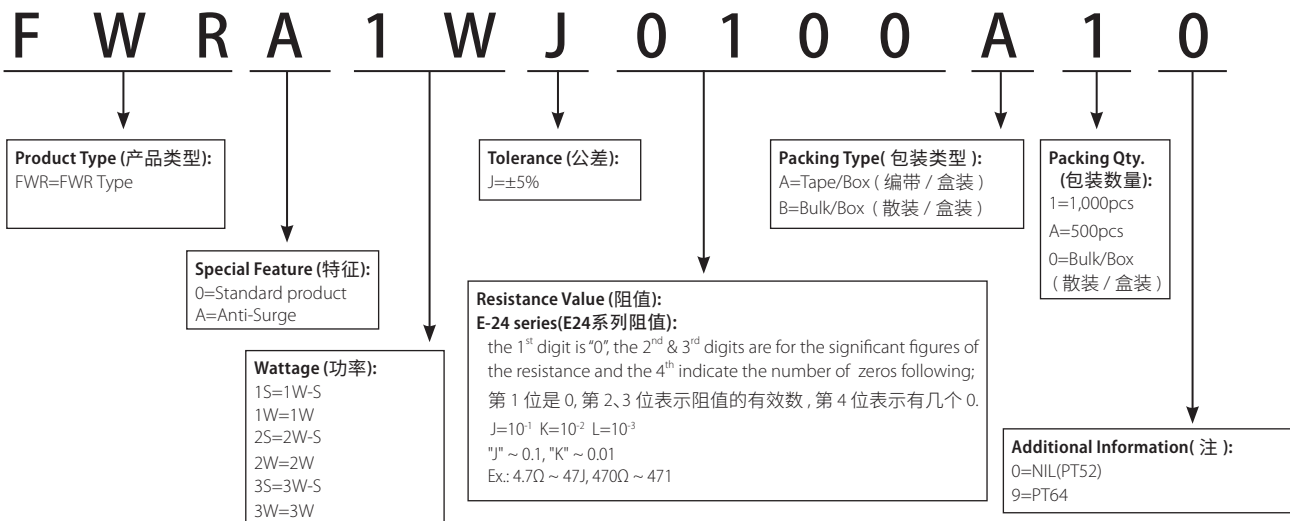 F W R A 1 W J 0 1 0 0 A 1 0
Product Type (产品类型):
FWR=FWR Type
Special Feature (特征):
0=Standard product
A=Anti-Surge
Wattage (功率):
1S=1W-S
1W=1W
2S=2W-S
2W=2W
3S=3W-S
3W=3W
Tolerance (公差):
J=±5%
Resistance Value (阻值):
E-24 series(E24系列阻值):
the 1st digit is "0", the 2nd & 3rd digits are for the significant figures of
the resistance and the 4th indicate the number of zeros following;
第 1 位是 0, 第 2、3 位表示阻值的有效数 , 第 4 位表示有几个 0.
J=10-1 K=10-2 L=10-3
"J" ~ 0.1, "K" ~ 0.01
Ex.: 4.7Ω ~ 47J, 470Ω ~ 471
Packing Type( 包装类型 ):
A=Tape/Box ( 编带 / 盒装 )
B=Bulk/Box ( 散装 / 盒装 )
Packing Qty.
(包装数量):
1=1,000pcs
A=500pcs
0=Bulk/Box
( 散装 / 盒装 )
Additional Information( 注 ):
0=NIL(PT52)
9=PT64